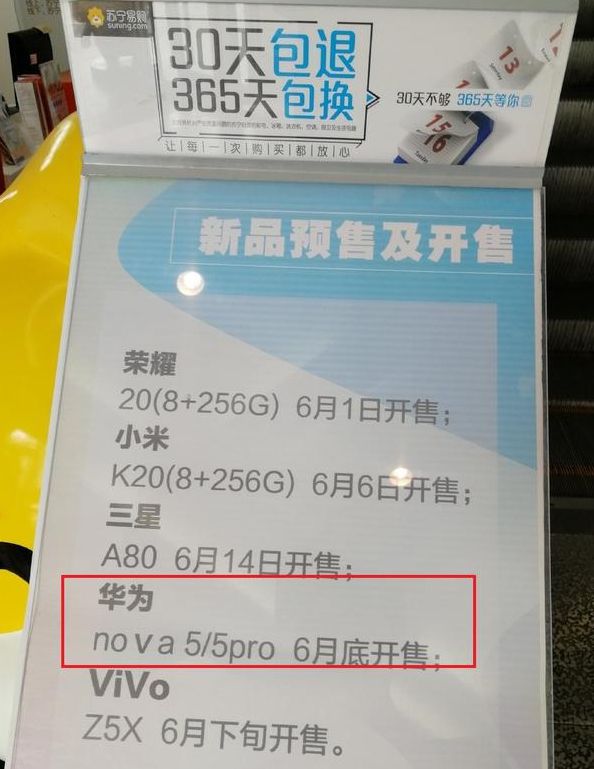 苏宁易购
suning.com
30天包退
365天包换
30天不够 365天等你
让|每|一|次|购|买|都|放|心
13
15
16
新品预售及开售
荣耀
20(8+256G) 6月1日开售;
小米
K20(8+256G) 6月6日开售;
三星
A80 6月14日开售;
华为
nova 5/5pro 6月底开售;
ViVo
Z5X 6月下旬开售。